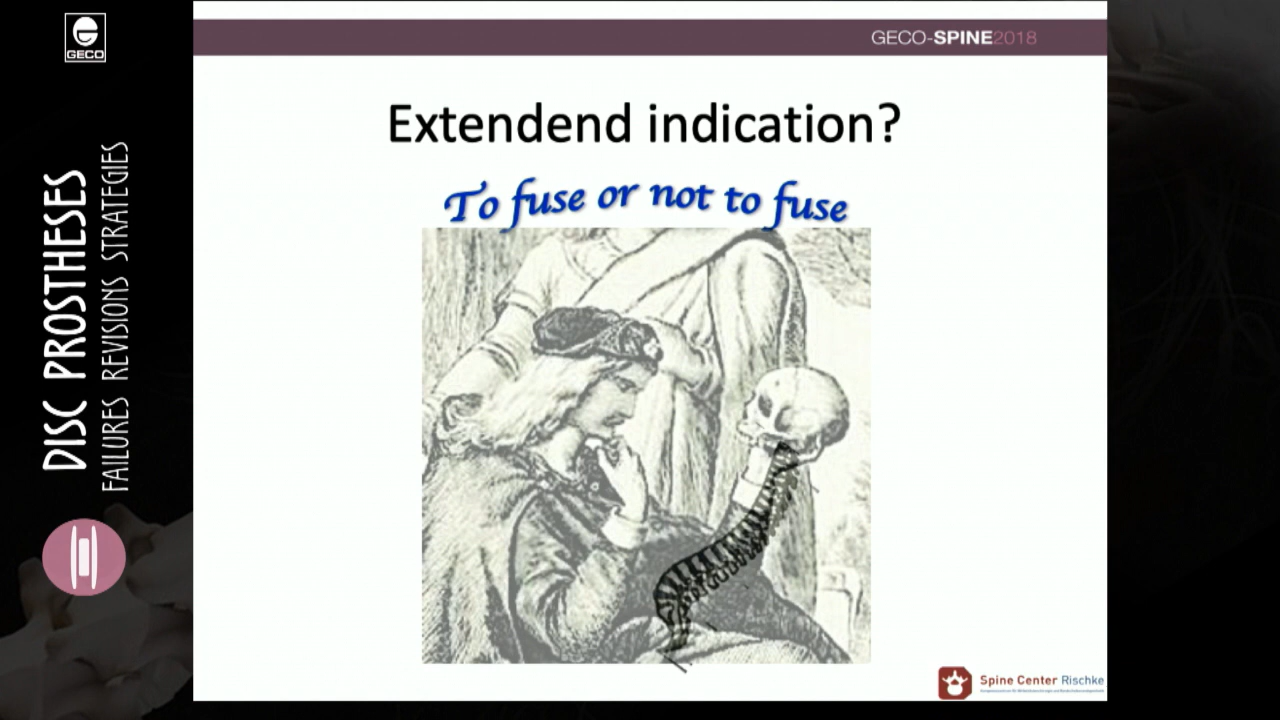 GECO
DISC PROSTHESES
FAILURES REVISIONS STRATEGIES
GECO-SPINE2018
Extendend indication?
To fuse or not to fuse
Spine Center Rischke